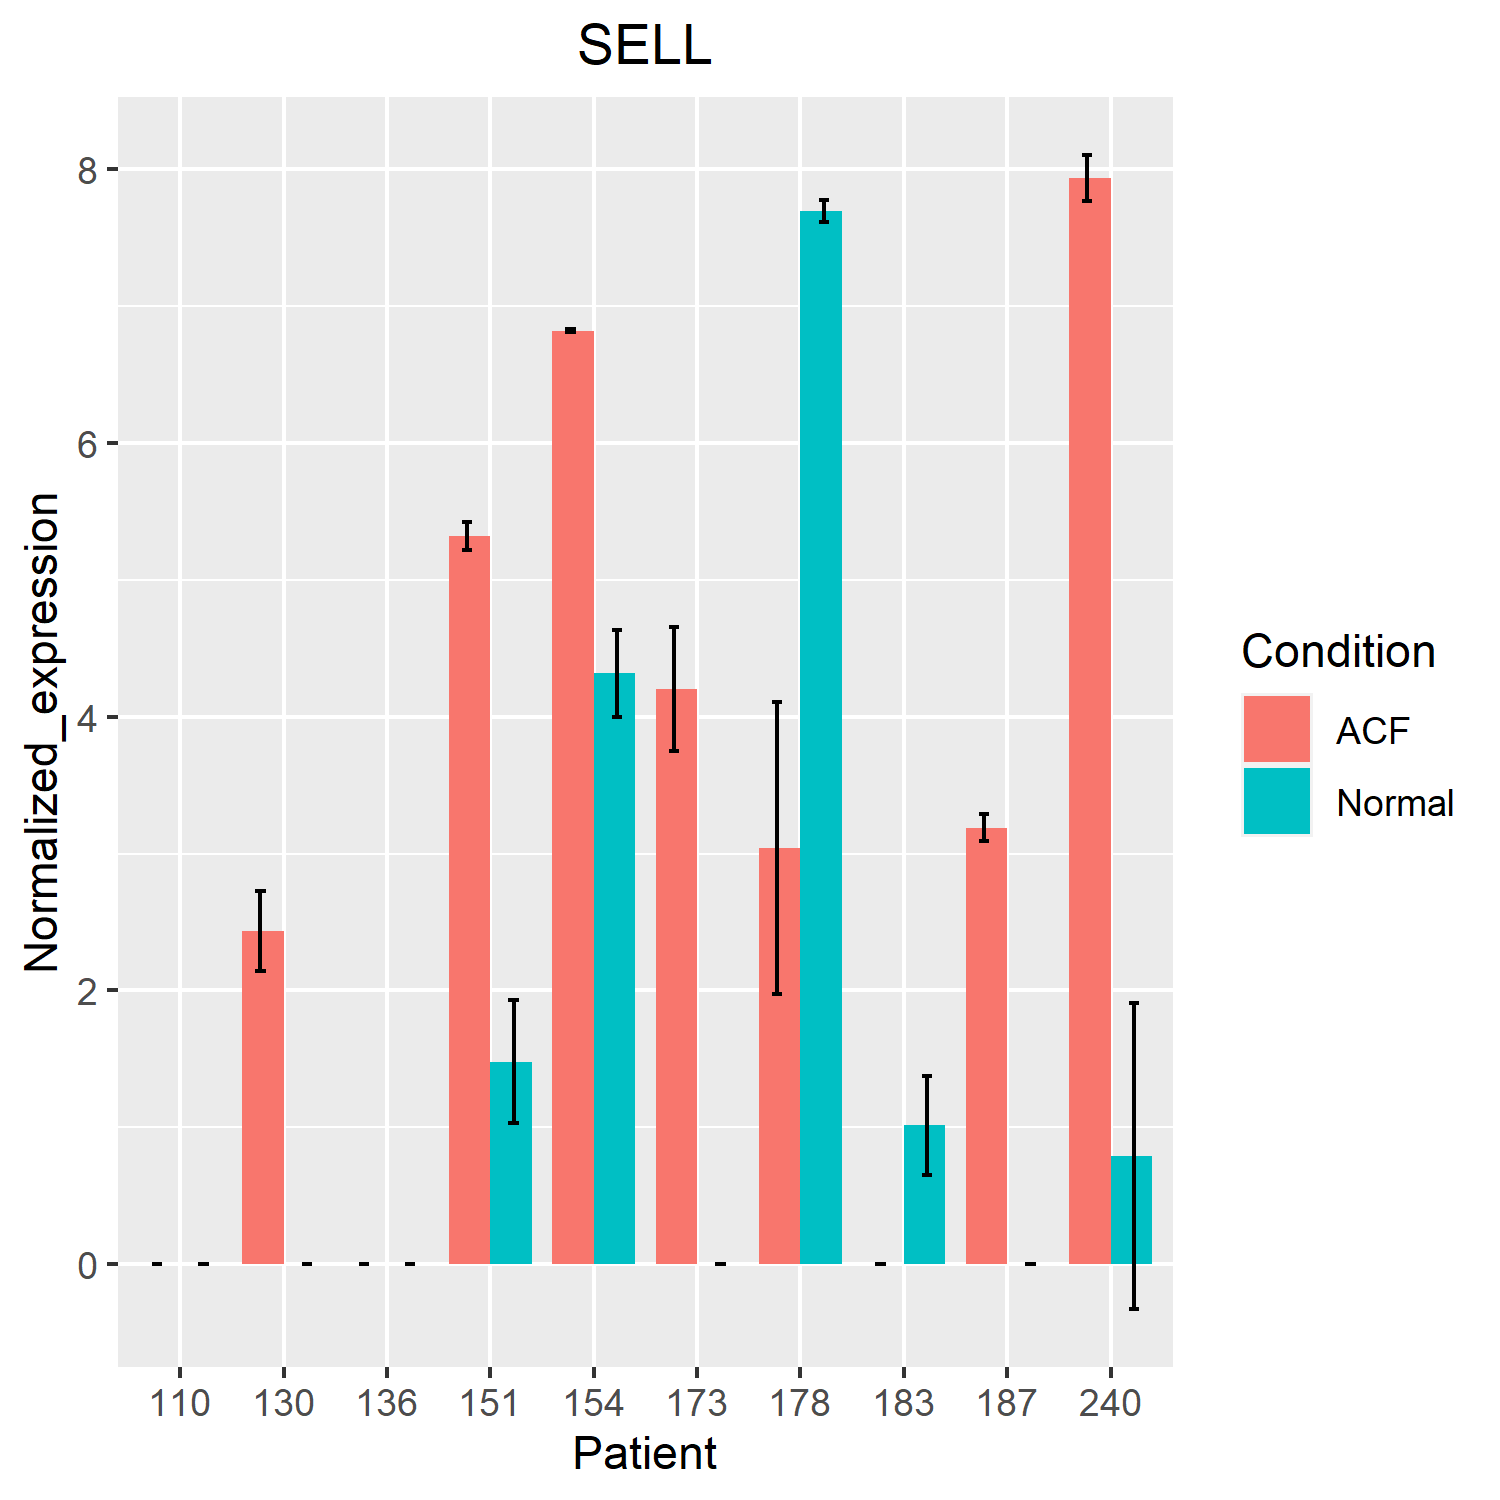 SELL
Normalized_expression
8
6
4
2
0
110 130 136 151 154 173 178 183 187 240
Patient
Condition
ACF
Normal